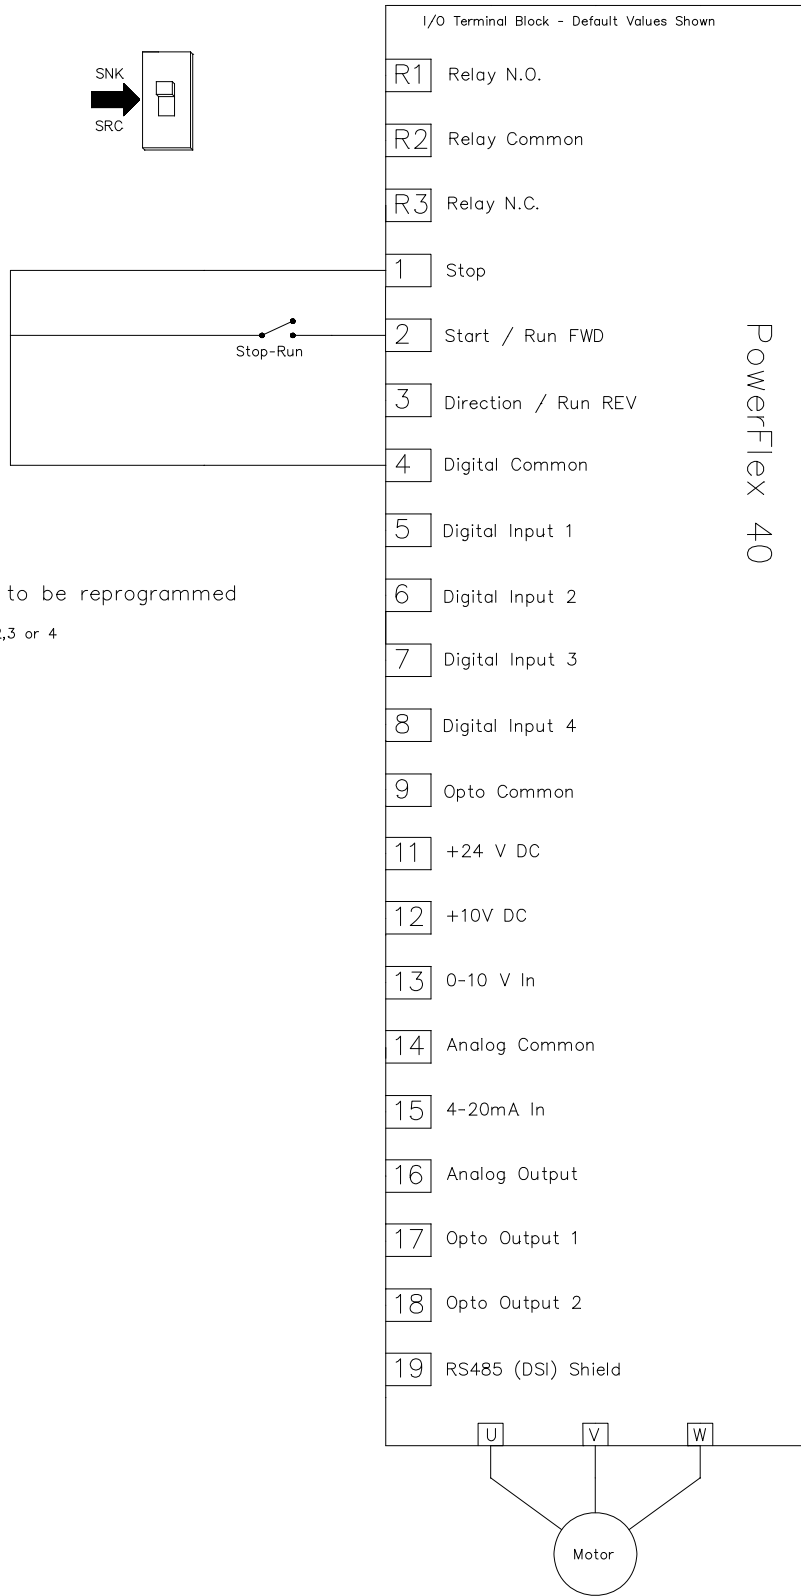 I/O Terminal Block - Default Values Shown
SNK
SRC
R1 Relay N.O.
R2 Relay Common
R3 Relay N.C.
1 Stop
2 Start / Run FWD
Stop-Run
3 Direction / Run REV
4 Digital Common
5 Digital Input 1
to be reprogrammed
6 Digital Input 2
,3 or 4
7 Digital Input 3
8 Digital Input 4
9 Opto Common
11 +24 V DC
12 +10V DC
13 0-10 V In
14 Analog Common
15 4-20mA In
16 Analog Output
17 Opto Output 1
18 Opto Output 2
19 RS485 (DSI) Shield
PowerFlex 40
U V W
Motor